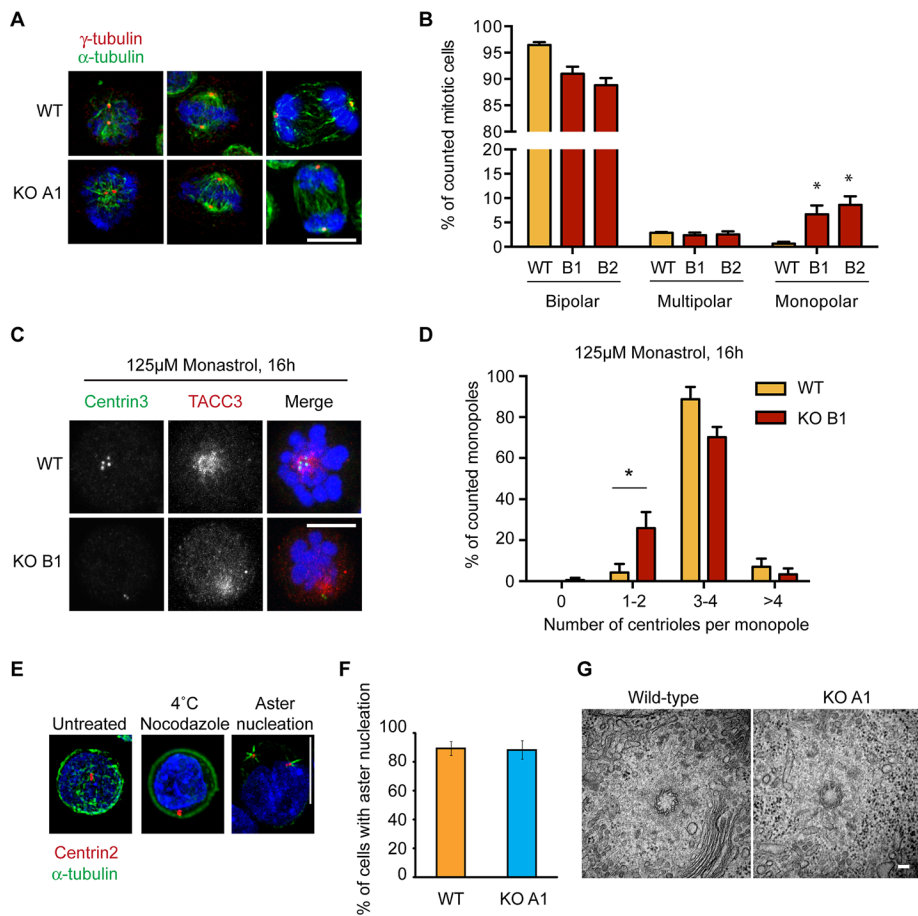 A
γ-tubulin
α-tubulin
WT
KO A1
B
% of counted mitotic cells
100
95
90
85
80
20
15
10
5
0
* *
WT B1 B2 WT B1 B2 WT B1 B2
Bipolar Multipolar Monopolar
C
125µM Monastrol, 16h
Centrin3 TACC3 Merge
WT
KO B1
D
125µM Monastrol, 16h
% of counted monopoles
100
80
60
40
20
0
WT
KO B1
*
0 1-2 3-4 >4
Number of centrioles per monopole
E
Untreated
4˚C
Nocodazole
Aster
nucleation
Centrin2
α-tubulin
F
% of cells with aster nucleation
100
80
60
40
20
0
WT KO A1
G
Wild-type KO A1